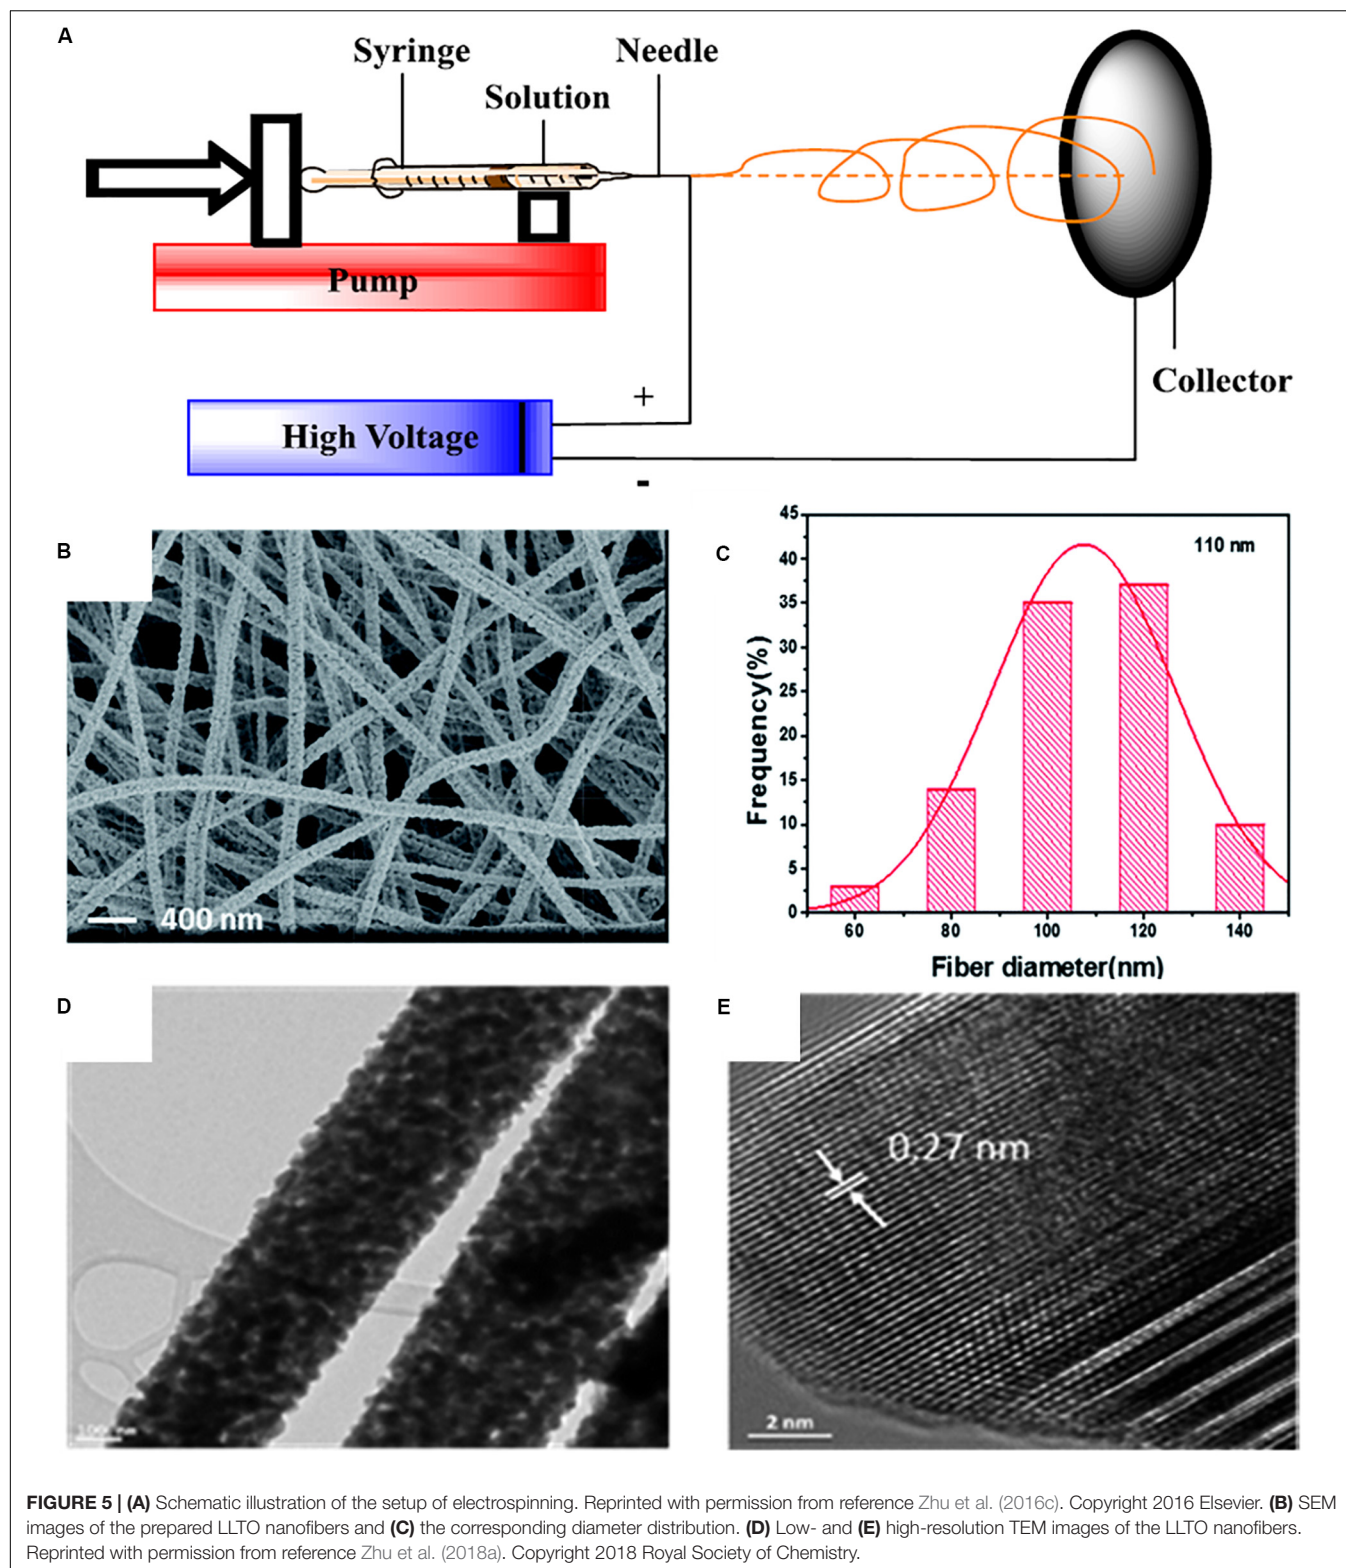 A
Syringe
Needle
Solution
Pump
Collector
High Voltage
+
-
B
400 nm
C
110 nm
45
40
35
30
25
20
15
10
5
0
60 80 100 120 140
Frequency(%)
Fiber diameter(nm)
D
E
0.27 nm
2 nm
FIGURE 5 | (A) Schematic illustration of the setup of electrospinning. Reprinted with permission from reference Zhu et al. (2016c). Copyright 2016 Elsevier. (B) SEM
images of the prepared LLTO nanofibers and (C) the corresponding diameter distribution. (D) Low- and (E) high-resolution TEM images of the LLTO nanofibers.
Reprinted with permission from reference Zhu et al. (2018a). Copyright 2018 Royal Society of Chemistry.